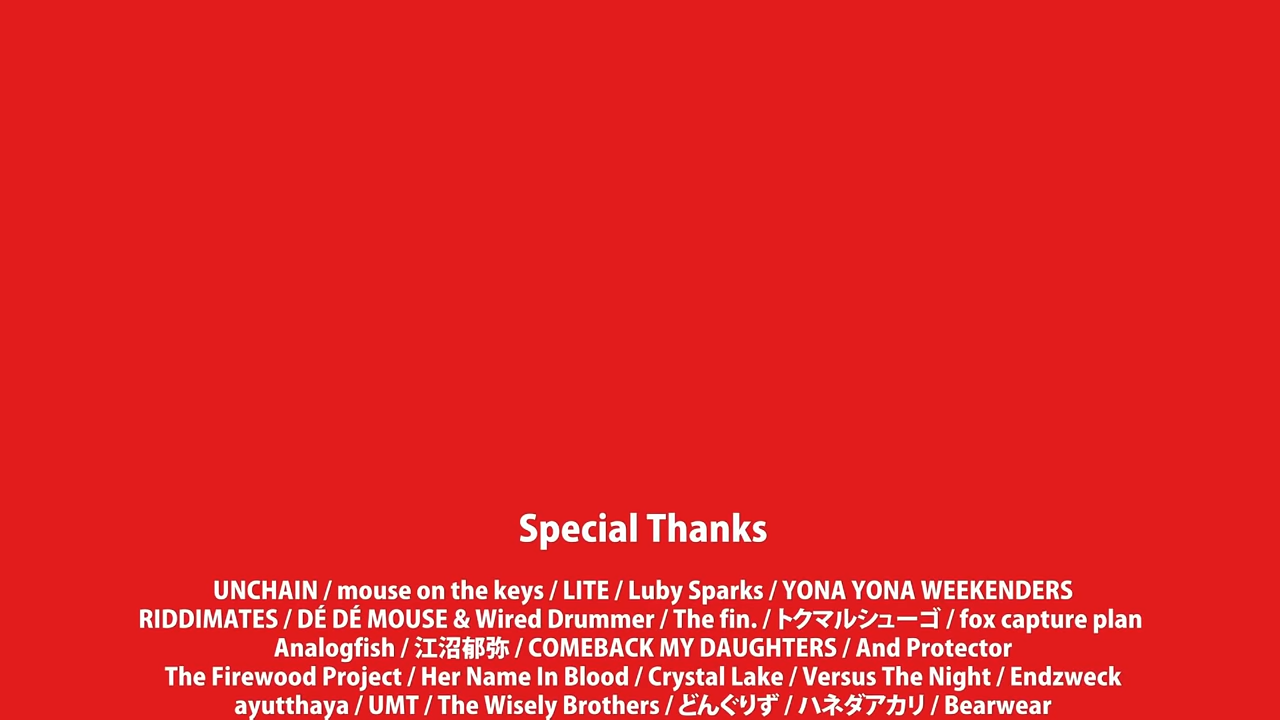 Special Thanks
UNCHAIN / mouse on the keys / LITE / Luby Sparks / YONA YONA WEEKENDERS
RIDDIMATES / DÉ DÉ MOUSE & Wired Drummer / The fin. / トクマルシューゴ / fox capture plan
Analogfish / 江沼郁弥 / COMEBACK MY DAUGHTERS / And Protector
The Firewood Project / Her Name In Blood / Crystal Lake / Versus The Night / Endzweck
ayutthaya / UMT / The Wisely Brothers / どんぐりず / ハネダアカリ / Bearwear